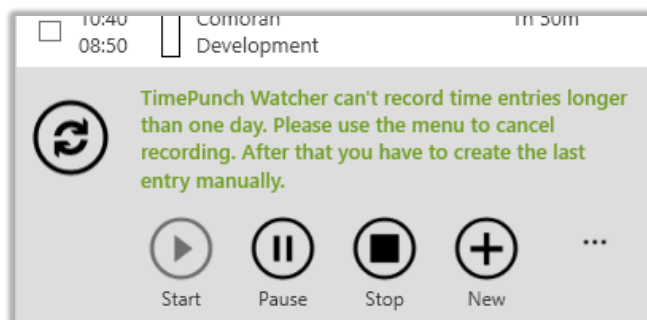 10:40 Comoran 1h 50m
08:50 Development
TimePunch Watcher can't record time entries longer
than one day. Please use the menu to cancel
recording. After that you have to create the last
entry manually.
...
Start Pause Stop New